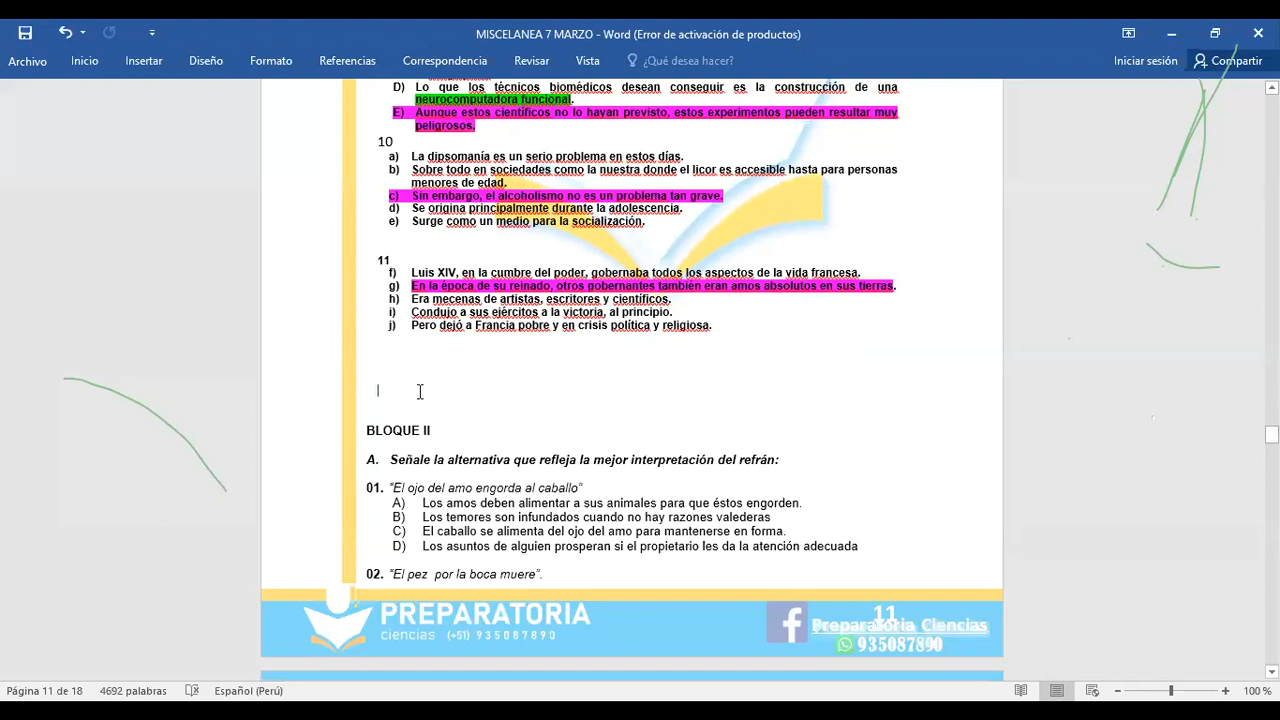 MISCELANEA 7 MARZO - Word (Error de activación de productos)
Archivo Inicio Insertar Diseño Formato Referencias Correspondencia Revisar Vista ¿Qué desea hacer? Iniciar sesión Compartir
D) Lo que los técnicos biomédicos desean conseguir es la construcción de una
neurocomputadora funcional.
E) Aunque estos científicos no lo hayan previsto, estos experimentos pueden resultar muy
peligrosos.
10
a) La dipsomanía es un serio problema en estos días.
b) Sobre todo en sociedades como la nuestra donde el licor es accesible hasta para personas
menores de edad.
c) Sin embargo, el alcoholismo no es un problema tan grave.
d) Se origina principalmente durante la adolescencia.
e) Surge como un medio para la socialización.
11
f) Luis XIV, en la cumbre del poder, gobernaba todos los aspectos de la vida francesa.
g) En la época de su reinado, otros gobernantes también eran amos absolutos en sus tierras.
h) Era mecenas de artistas, escritores y científicos.
i) Condujo a sus ejércitos a la victoria, al principio.
j) Pero dejó a Francia pobre y en crisis política y religiosa.
BLOQUE II
A. Señale la alternativa que refleja la mejor interpretación del refrán:
01. "El ojo del amo engorda al caballo"
A) Los amos deben alimentar a sus animales para que éstos engorden.
B) Los temores son infundados cuando no hay razones valederas
C) El caballo se alimenta del ojo del amo para mantenerse en forma.
D) Los asuntos de alguien prosperan si el propietario les da la atención adecuada
02. "El pez por la boca muere".
PREPARATORIA
ciencias (+51) 935087890
11
Preparatoria Ciencias
935087890
Página 11 de 18 4692 palabras Español (Perú) 100 %